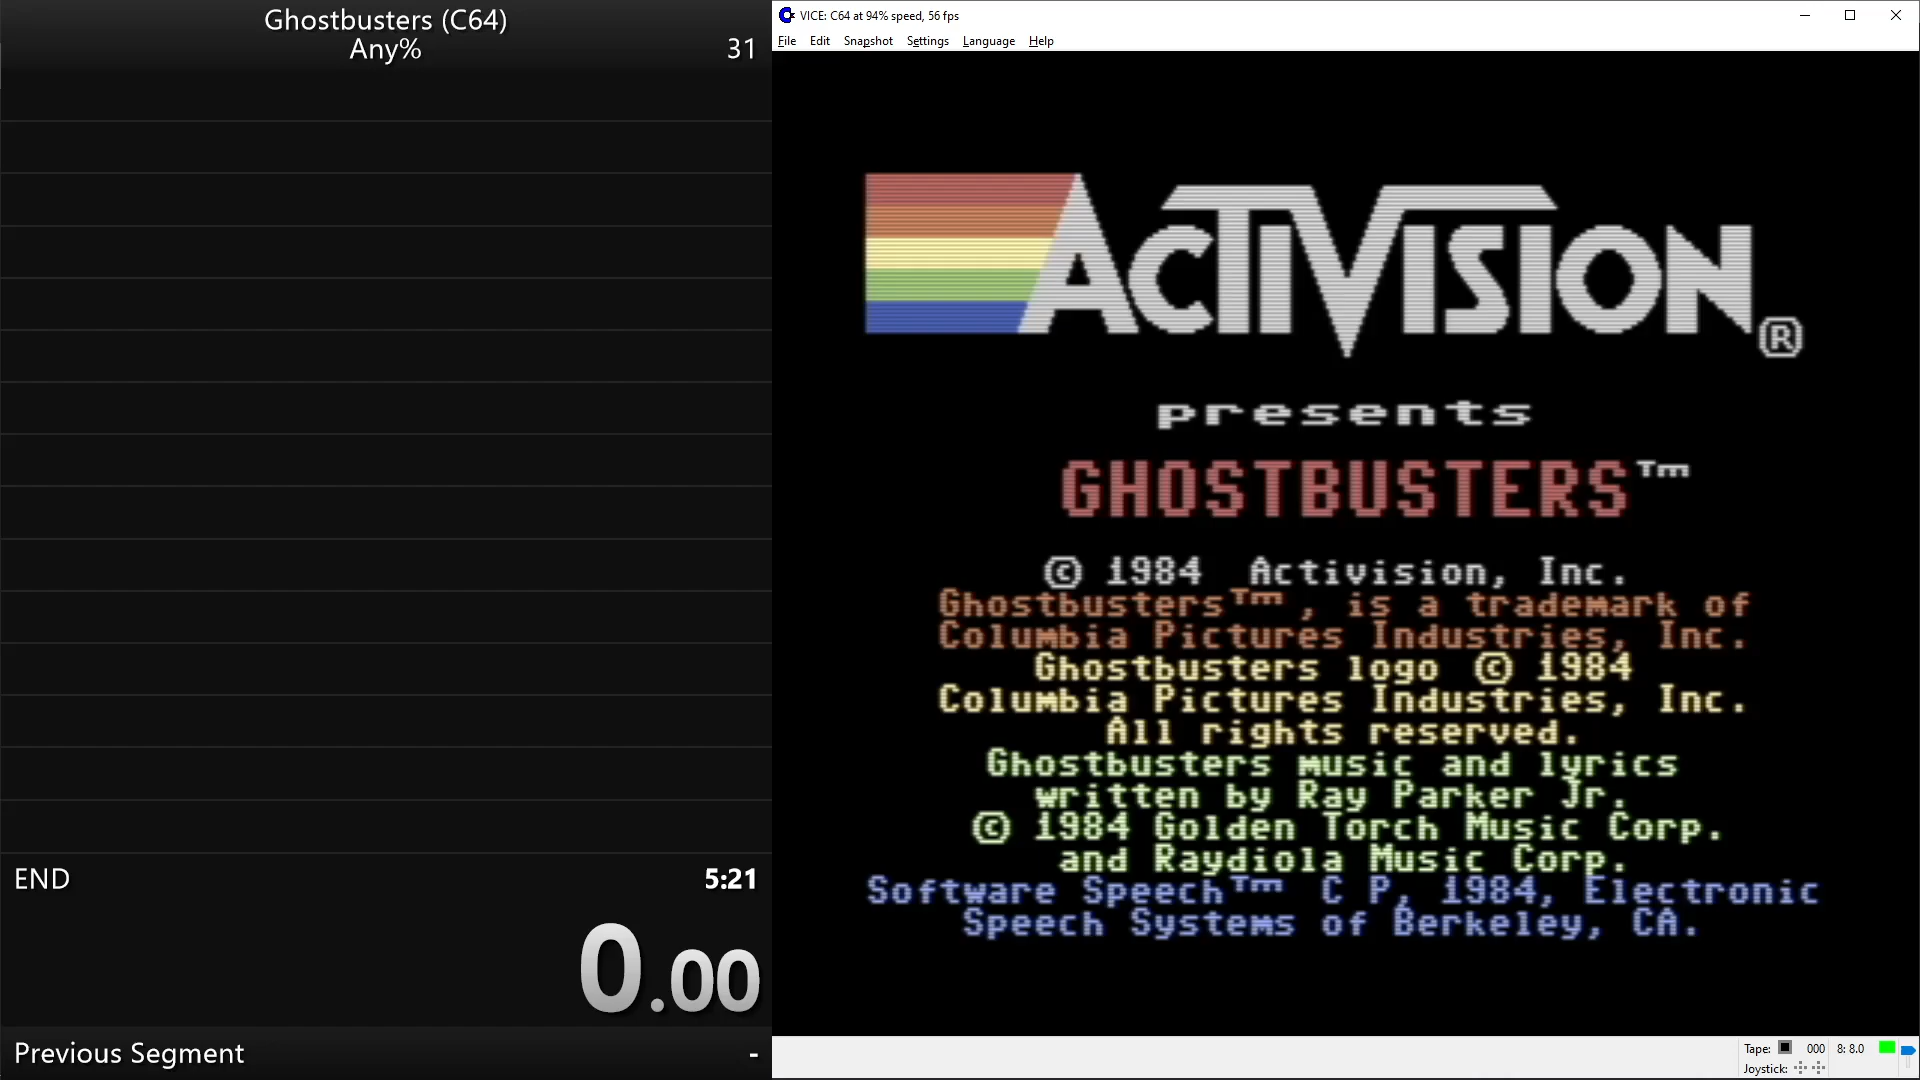 Ghostbusters (C64)
Any%
31
END
5:21
0.00
Previous Segment
-
VICE: C64 at 94% speed, 56 fps
File Edit Snapshot Settings Language Help
ACTIVISION®
presents
GHOSTBUSTERS™
© 1984 Activision, Inc.
Ghostbusters™, is a trademark of
Columbia Pictures Industries, Inc.
Ghostbusters logo © 1984
Columbia Pictures Industries, Inc.
All rights reserved.
Ghostbusters music and lyrics
written by Ray Parker Jr.
© 1984 Golden Torch Music Corp.
and Raydiola Music Corp.
Software Speech™ C P, 1984, Electronic
Speech Systems of Berkeley, CA.
Tape: 000 8: 8.0
Joystick: